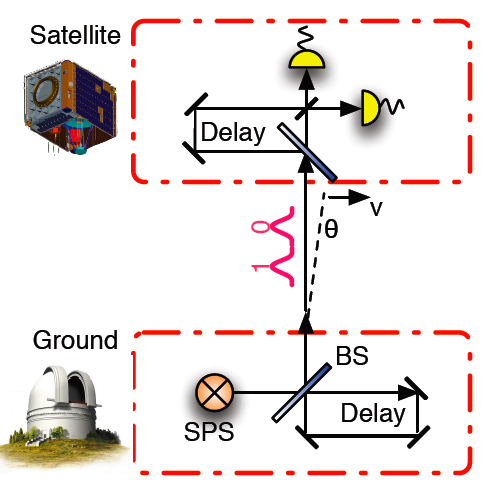 Satellite
Delay
v
θ
0
1
Ground
BS
Delay
SPS